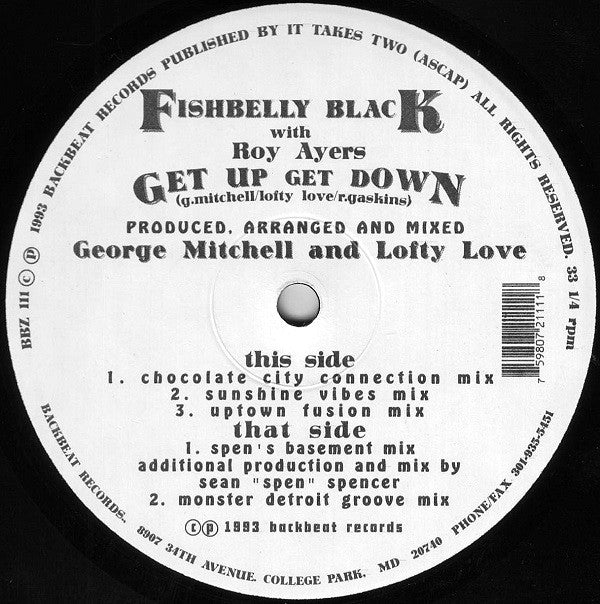 BBZ 111 © ℗ 1993 BACKBEAT RECORDS PUBLISHED BY IT TAKES TWO (ASCAP) ALL RIGHTS RESERVED. 33 1/4 rpm
FISHBELLY BLACK
with
Roy Ayers
GET UP GET DOWN
(g.mitchell/lofty love/r.gaskins)
PRODUCED, ARRANGED AND MIXED
George Mitchell and Lofty Love
7 59807 21111 8
this side
1. chocolate city connection mix
2. sunshine vibes mix
3. uptown fusion mix
that side
1. spen's basement mix
additional production and mix by
sean "spen" spencer
2. monster detroit groove mix
© ℗ 1993 backbeat records
BACKBEAT RECORDS.. 8907 34TH AVENUE. COLLEGE PARK. MD 20740 PHONE/FAX 301-935-5451